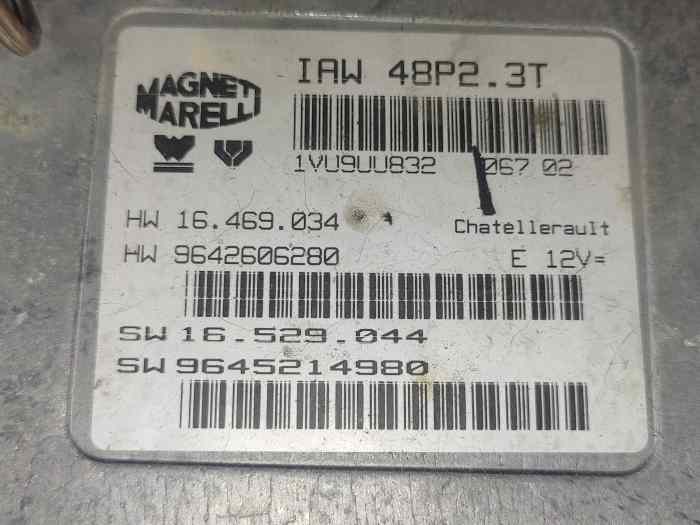 MAGNETI MARELLI
IAW 48P2.3T
1VU9UU832 067 02
HW 16.469.034
Chatellerault
HW 9642606280 E 12V=
SW 16.529.044
SW 9645214980